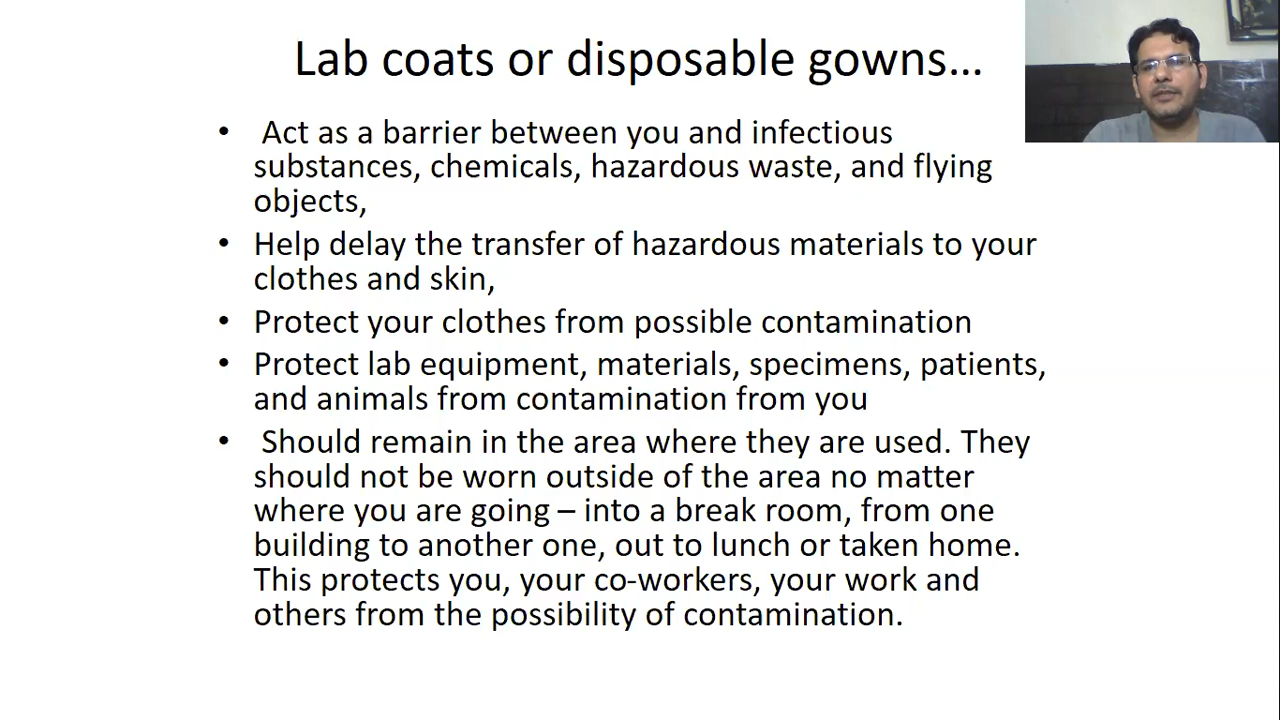 Lab coats or disposable gowns...
• Act as a barrier between you and infectious
substances, chemicals, hazardous waste, and flying
objects,
• Help delay the transfer of hazardous materials to your
clothes and skin,
• Protect your clothes from possible contamination
• Protect lab equipment, materials, specimens, patients,
and animals from contamination from you
• Should remain in the area where they are used. They
should not be worn outside of the area no matter
where you are going – into a break room, from one
building to another one, out to lunch or taken home.
This protects you, your co-workers, your work and
others from the possibility of contamination.